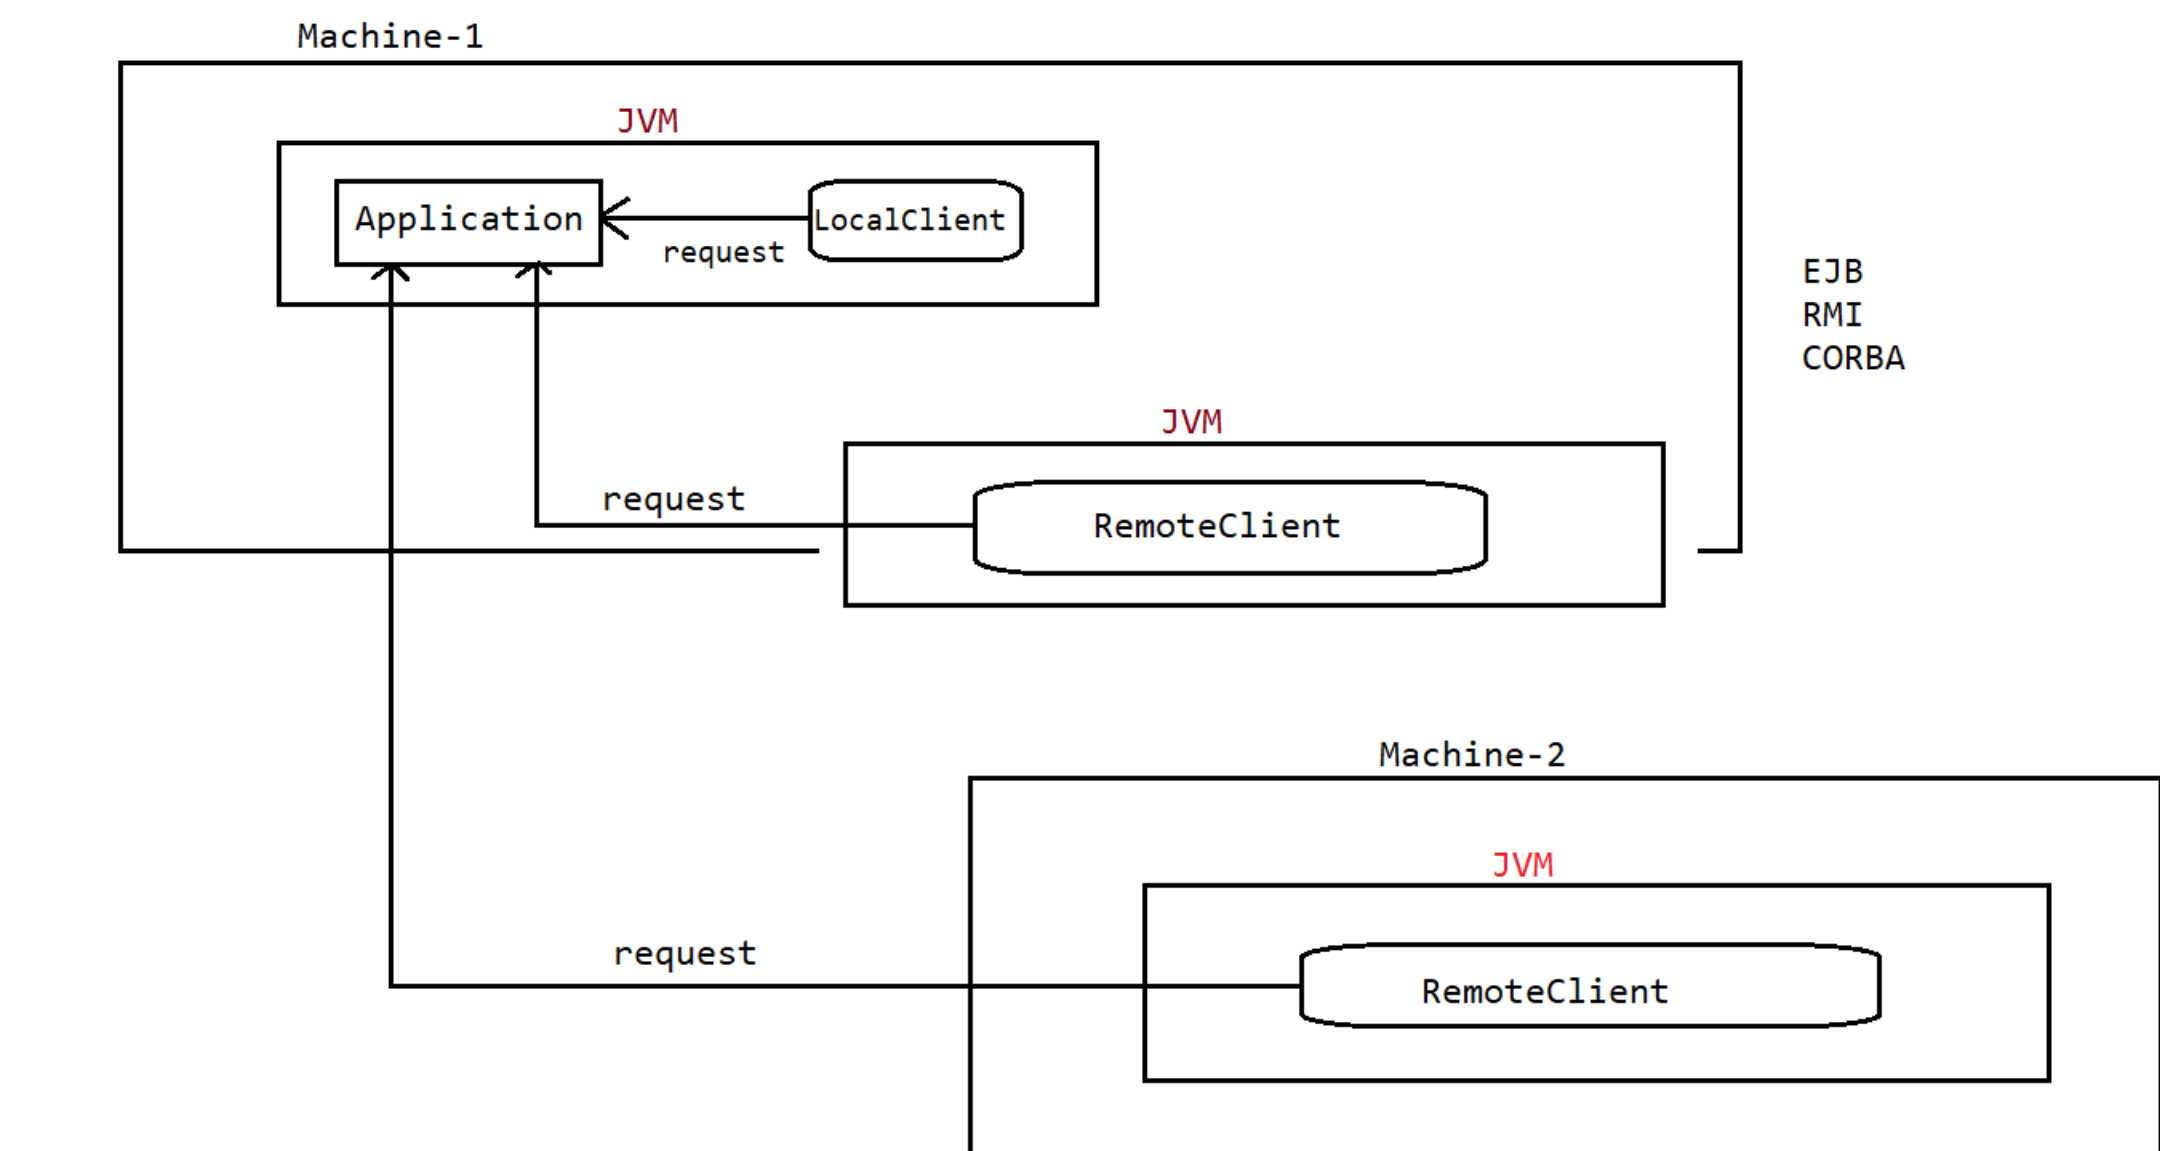 Machine-1
JVM
Application
LocalClient
request
EJB
RMI
CORBA
JVM
request
RemoteClient
Machine-2
JVM
request
RemoteClient